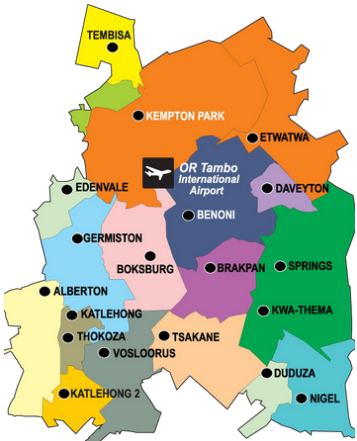 TEMBISA
KEMPTON PARK
ETWATWA
OR Tambo
International
Airport
EDENVALE
DAVEYTON
BENONI
GERMISTON
BOKSBURG
BRAKPAN
SPRINGS
ALBERTON
KATLEHONG
KWA-THEMA
THOKOZA
TSAKANE
VOSLOORUS
DUDUZA
KATLEHONG 2
NIGEL